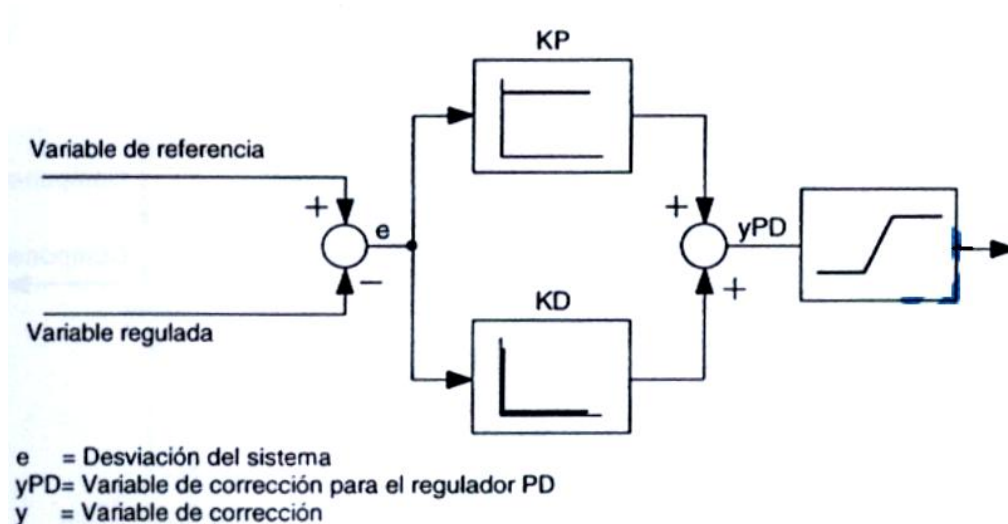 KP
Variable de referencia
+
e
−
Variable regulada
+
yPD
+
KD
e = Desviación del sistema
yPD= Variable de corrección para el regulador PD
y = Variable de corrección